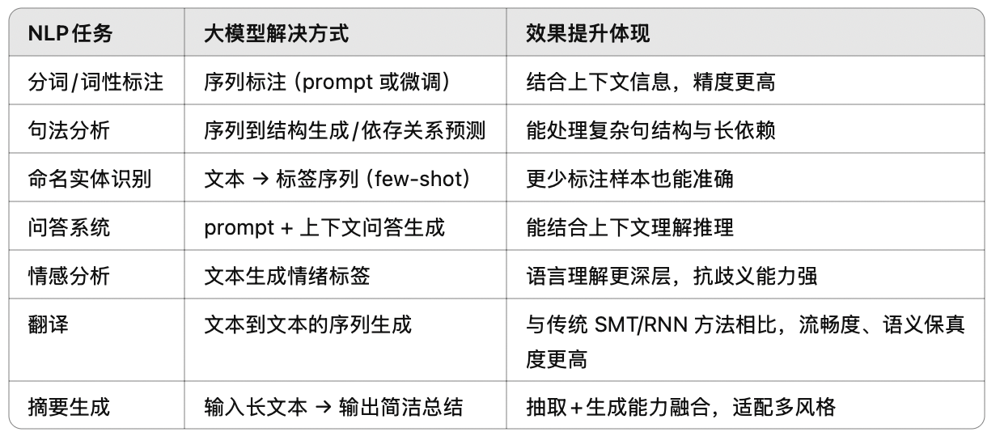 NLP任务 大模型解决方式 效果提升体现
分词/词性标注 序列标注（prompt 或微调） 结合上下文信息，精度更高
句法分析 序列到结构生成/依存关系预测 能处理复杂句结构与长依赖
命名实体识别 文本 → 标签序列（few-shot） 更少标注样本也能准确
问答系统 prompt + 上下文问答生成 能结合上下文理解推理
情感分析 文本生成情绪标签 语言理解更深层，抗歧义能力强
翻译 文本到文本的序列生成 与传统 SMT/RNN 方法相比，流畅度、语义保真
度更高
摘要生成 输入长文本 → 输出简洁总结 抽取+生成能力融合，适配多风格